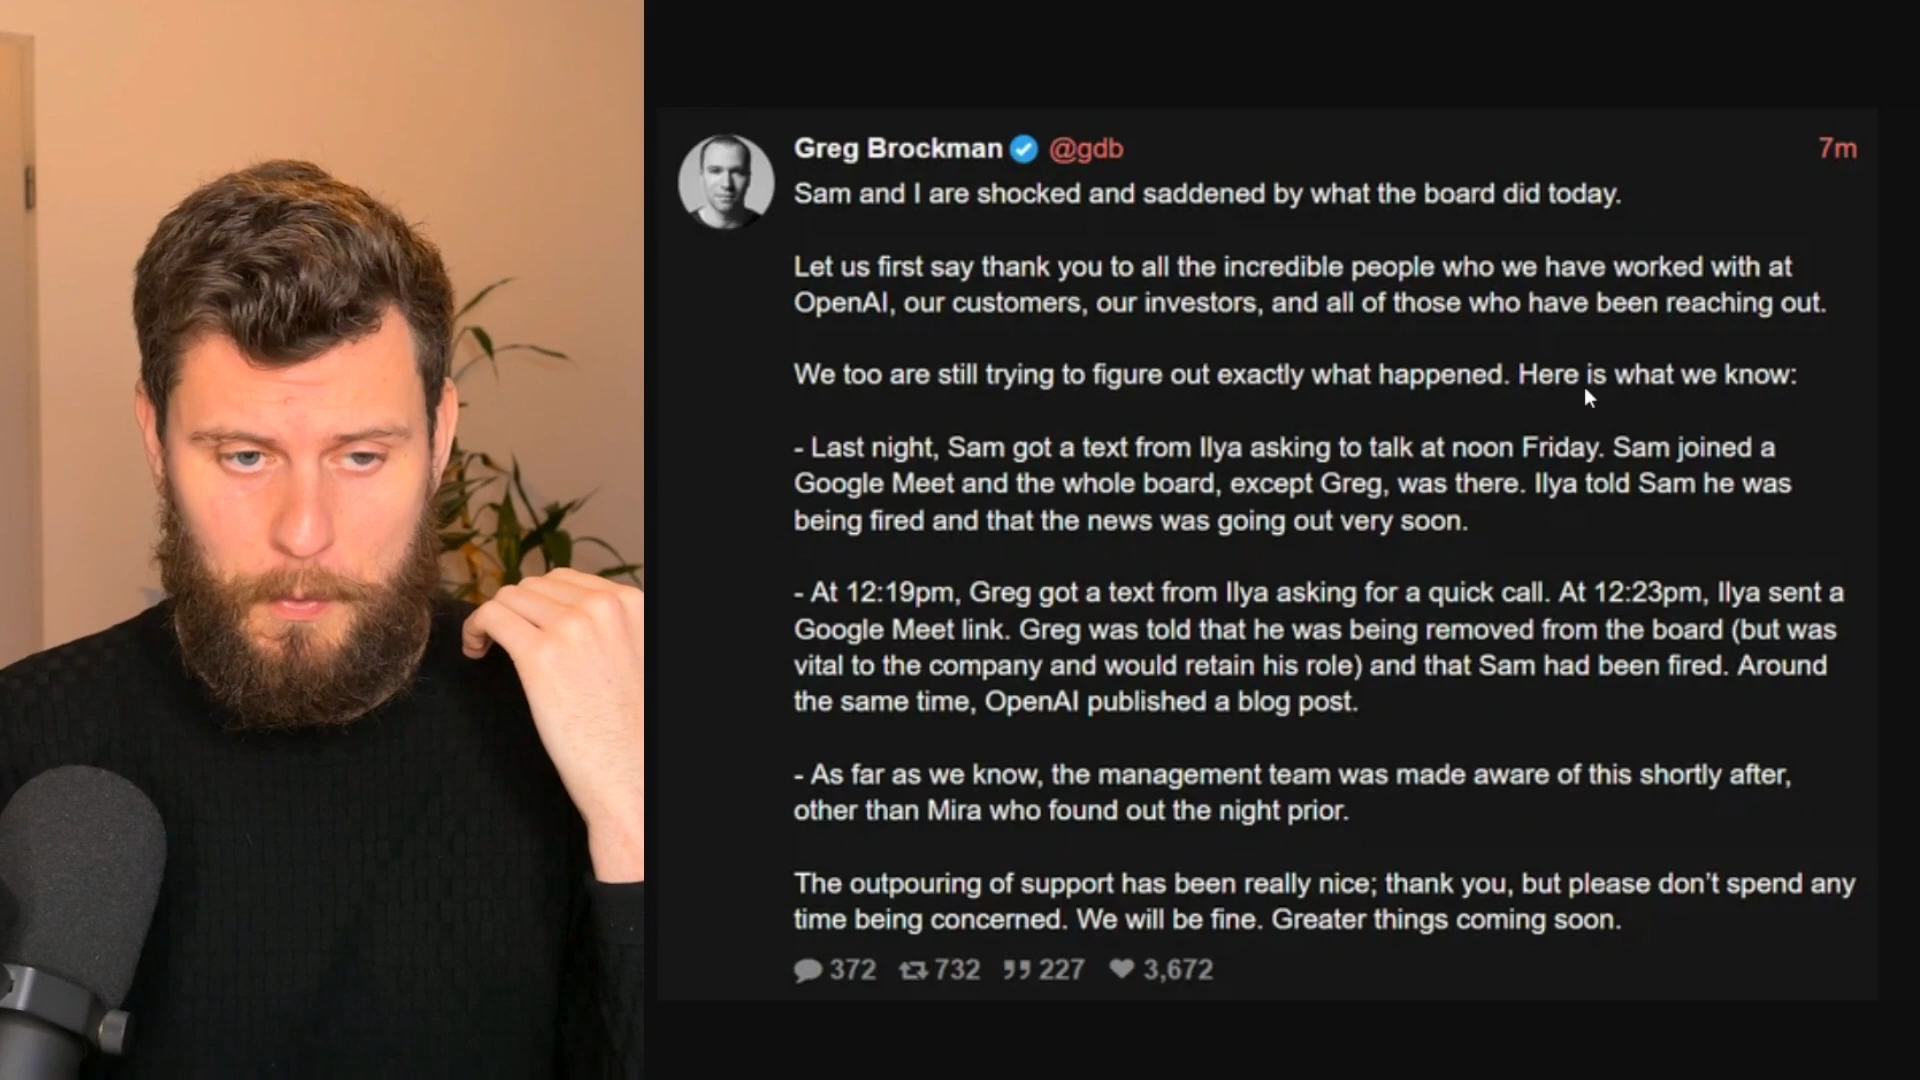 Greg Brockman @gdb 7m
Sam and I are shocked and saddened by what the board did today.
Let us first say thank you to all the incredible people who we have worked with at
OpenAI, our customers, our investors, and all of those who have been reaching out.
We too are still trying to figure out exactly what happened. Here is what we know:
- Last night, Sam got a text from Ilya asking to talk at noon Friday. Sam joined a
Google Meet and the whole board, except Greg, was there. Ilya told Sam he was
being fired and that the news was going out very soon.
- At 12:19pm, Greg got a text from Ilya asking for a quick call. At 12:23pm, Ilya sent a
Google Meet link. Greg was told that he was being removed from the board (but was
vital to the company and would retain his role) and that Sam had been fired. Around
the same time, OpenAI published a blog post.
- As far as we know, the management team was made aware of this shortly after,
other than Mira who found out the night prior.
The outpouring of support has been really nice; thank you, but please don’t spend any
time being concerned. We will be fine. Greater things coming soon.
372 732 227 3,672